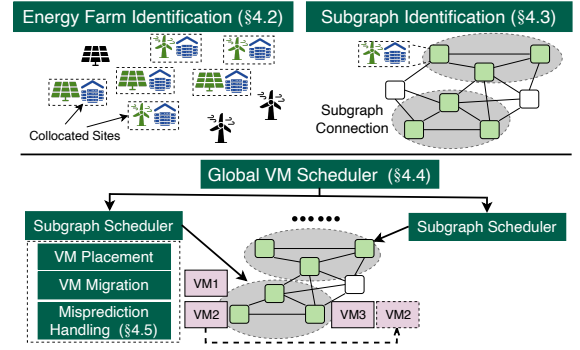 Energy Farm Identification (§4.2)
Subgraph Identification (§4.3)
Collocated Sites
Subgraph
Connection
Global VM Scheduler (§4.4)
Subgraph Scheduler
Subgraph Scheduler
VM Placement
VM Migration
Misprediction
Handling (§4.5)
VM1
VM2
VM3
VM2